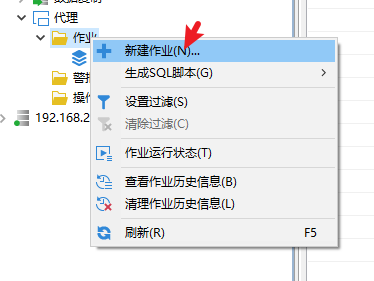 数据复制
代理
作业
新建作业(N)...
生成SQL脚本(G)
警报
操作
设置过滤(S)
192.168.2
清除过滤(C)
作业运行状态(T)
查看作业历史信息(B)
清理作业历史信息(L)
刷新(R) F5